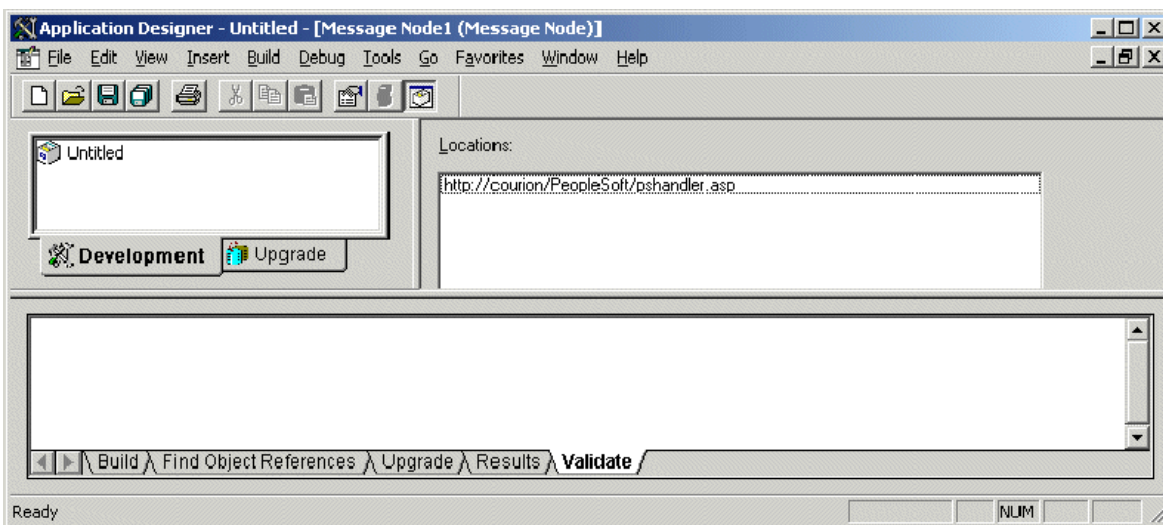 Application Designer - Untitled - [Message Node1 (Message Node)]
File Edit View Insert Build Debug Tools Go Favorites Window Help
Untitled
Development Upgrade
Locations:
http://courion/PeopleSoft/pshandler.asp
Build Find Object References Upgrade Results Validate
Ready NUM